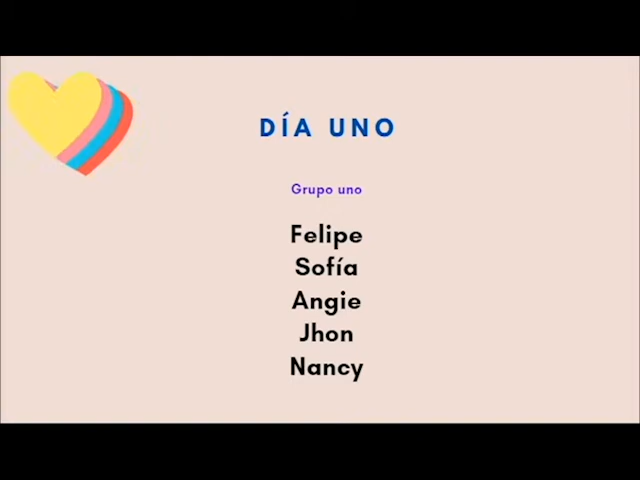 DÍA UNO
Grupo uno
Felipe
Sofía
Angie
Jhon
Nancy